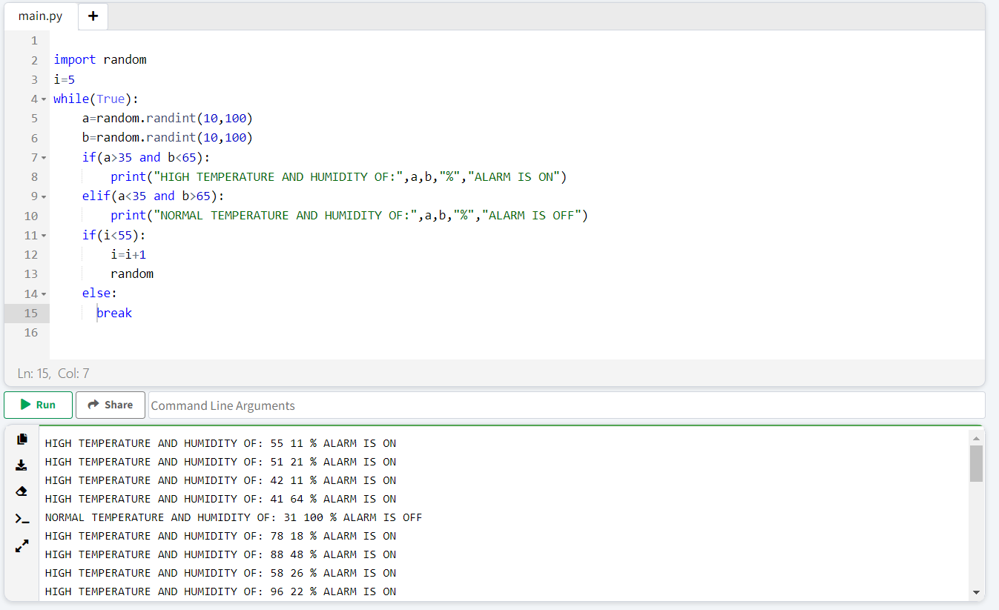 main.py +
1
2 import random
3 i=5
4 while(True):
5     a=random.randint(10,100)
6     b=random.randint(10,100)
7     if(a>35 and b<65):
8         print("HIGH TEMPERATURE AND HUMIDITY OF:",a,b,"%","ALARM IS ON")
9     elif(a<35 and b>65):
10         print("NORMAL TEMPERATURE AND HUMIDITY OF:",a,b,"%","ALARM IS OFF")
11     if(i<55):
12         i=i+1
13         random
14     else:
15       break
16
Ln: 15, Col: 7
Run Share Command Line Arguments
HIGH TEMPERATURE AND HUMIDITY OF: 55 11 % ALARM IS ON
HIGH TEMPERATURE AND HUMIDITY OF: 51 21 % ALARM IS ON
HIGH TEMPERATURE AND HUMIDITY OF: 42 11 % ALARM IS ON
HIGH TEMPERATURE AND HUMIDITY OF: 41 64 % ALARM IS ON
NORMAL TEMPERATURE AND HUMIDITY OF: 31 100 % ALARM IS OFF
HIGH TEMPERATURE AND HUMIDITY OF: 78 18 % ALARM IS ON
HIGH TEMPERATURE AND HUMIDITY OF: 88 48 % ALARM IS ON
HIGH TEMPERATURE AND HUMIDITY OF: 58 26 % ALARM IS ON
HIGH TEMPERATURE AND HUMIDITY OF: 96 22 % ALARM IS ON